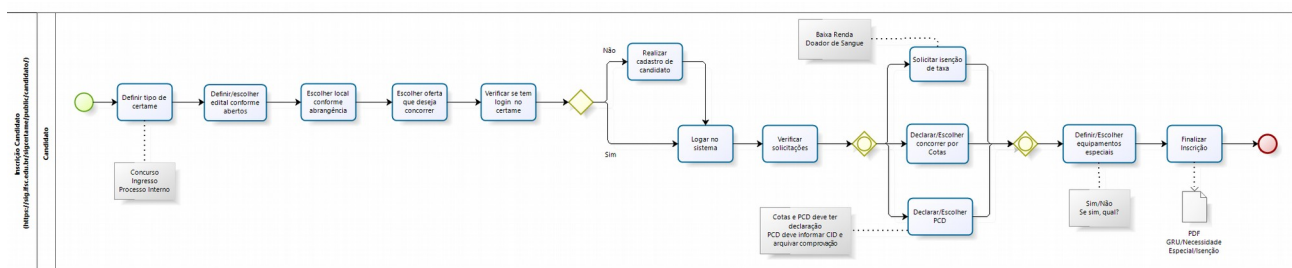 Inscrição Candidato
(https://sig.ifsc.edu.br/sigcertame/public/candidato/)
Candidato
Definir tipo de
certame
Concurso
Ingresso
Processo Interno
Definir/escolher
edital conforme
abertos
Escolher local
conforme
abrangência
Escolher oferta
que deseja
concorrer
Verificar se tem
login no
certame
Não
Sim
Realizar
cadastro de
candidato
Logar no
sistema
Verificar
solicitações
Baixa Renda
Doador de Sangue
Solicitar isenção
de taxa
Declarar/Escolher
concorrer por
Cotas
Declarar/Escolher
PCD
Cotas e PCD deve ter
declaração
PCD deve informar CID e
arquivar comprovação
Definir/Escolher
equipamentos
especiais
Sim/Não
Se sim, qual?
Finalizar
Inscrição
PDF
GRU/Necessidade
Especial/Isenção